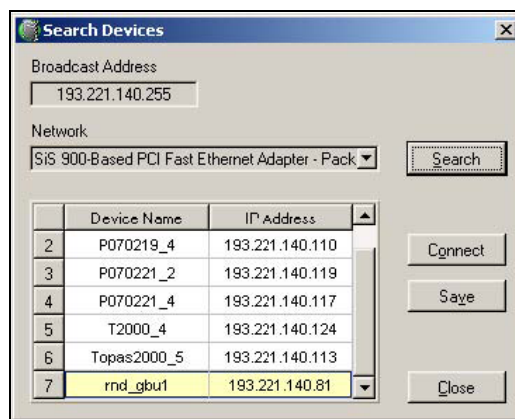 Search Devices
Broadcast Address
193.221.140.255
Network
SiS 900-Based PCI Fast Ethernet Adapter - Pack
Search
Device Name IP Address
2 P070219_4 193.221.140.110
3 P070221_2 193.221.140.119
Connect
4 P070221_4 193.221.140.117
Save
5 T2000_4 193.221.140.124
6 Topas2000_5 193.221.140.113
7 rnd_gbu1 193.221.140.81
Close